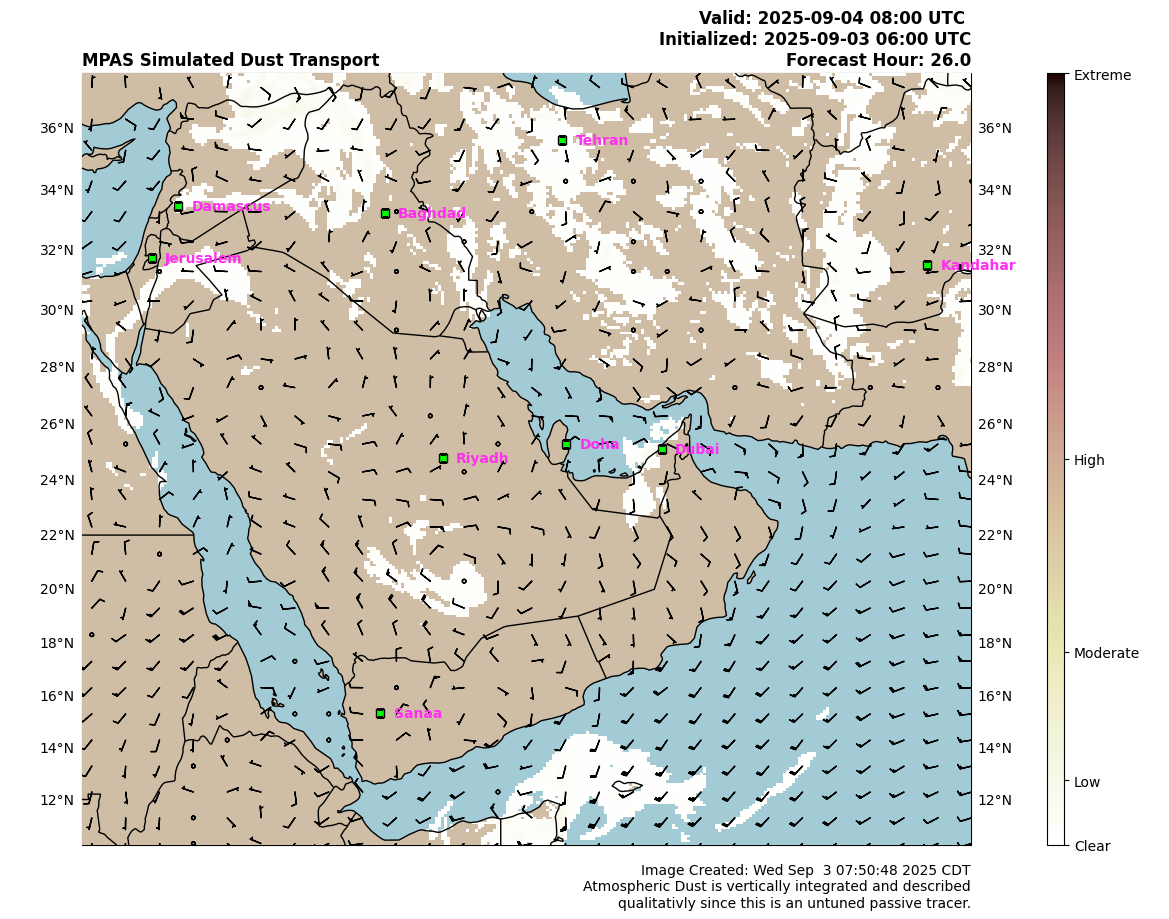 Valid: 2025-09-04 08:00 UTC
Initialized: 2025-09-03 06:00 UTC
MPAS Simulated Dust Transport Forecast Hour: 26.0
Extreme
36°N Tehran 36°N
34°N Damascus Baghdad 34°N
32°N Jerusalem 32°N
Kandahar
30°N 30°N
28°N 28°N
26°N 26°N
Doha Dubai
Riyadh High
24°N 24°N
22°N 22°N
20°N 20°N
18°N 18°N
Moderate
16°N 16°N
Sanaa
14°N 14°N
Low
12°N 12°N
Clear
Image Created: Wed Sep  3 07:50:48 2025 CDT
Atmospheric Dust is vertically integrated and described
qualitativly since this is an untuned passive tracer.